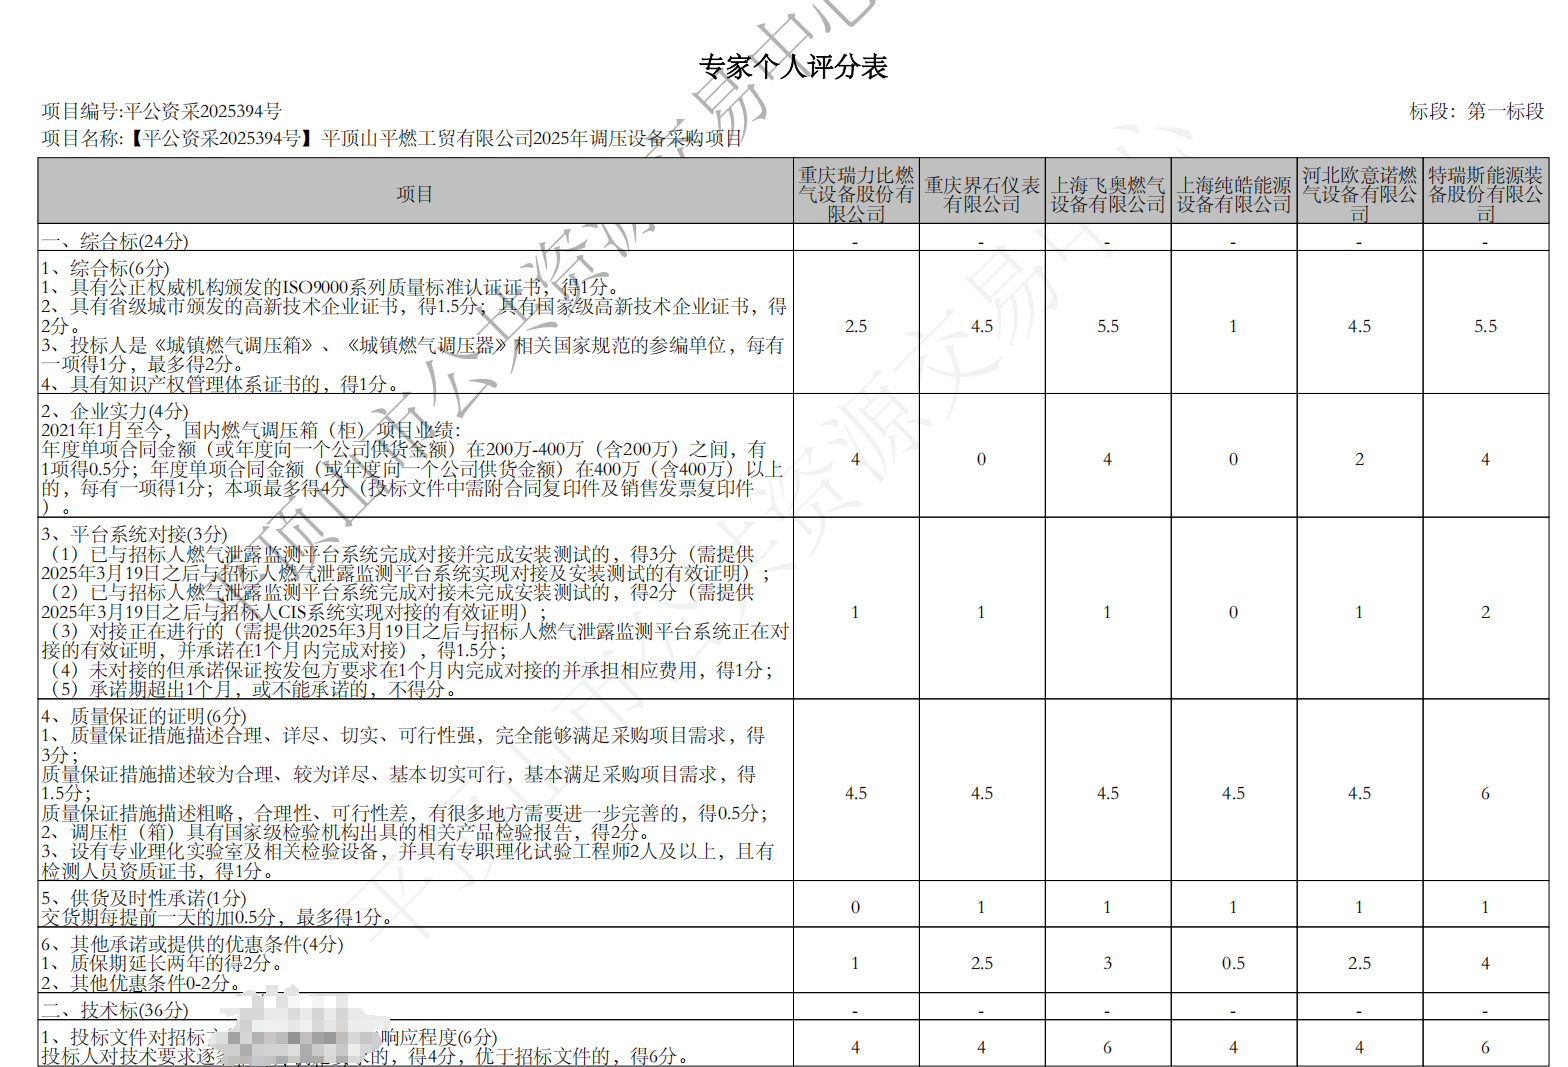 专家个人评分表
项目编号:平公资采2025394号
标段：第一标段
项目名称:【平公资采2025394号】平顶山平燃工贸有限公司2025年调压设备采购项目
项目
重庆瑞力比燃
气设备股份有
限公司
重庆界石仪表
有限公司
上海飞奥燃气
设备有限公司
上海纯皓能源
设备有限公司
河北欧意诺燃
气设备有限公
司
特瑞斯能源装
备股份有限公
司
一、综合标(24分)
- - - - - -
1、综合标(6分)
1、具有公正权威机构颁发的ISO9000系列质量标准认证证书，得1分。
2、具有省级城市颁发的高新技术企业证书，得1.5分；具有国家级高新技术企业证书，得
2分。
3、投标人是《城镇燃气调压箱》、《城镇燃气调压器》相关国家规范的参编单位，每有
一项得1分，最多得2分。
4、具有知识产权管理体系证书的，得1分。
2.5 4.5 5.5 1 4.5 5.5
2、企业实力(4分)
2021年1月至今，国内燃气调压箱（柜）项目业绩：
年度单项合同金额（或年度向一个公司供货金额）在200万-400万（含200万）之间，有
1项得0.5分；年度单项合同金额（或年度向一个公司供货金额）在400万（含400万）以上
的，每有一项得1分；本项最多得4分（投标文件中需附合同复印件及销售发票复印件
）。
4 0 4 0 2 4
3、平台系统对接(3分)
（1）已与招标人燃气泄露监测平台系统完成对接并完成安装测试的，得3分（需提供
2025年3月19日之后与招标人燃气泄露监测平台系统实现对接及安装测试的有效证明）；
（2）已与招标人燃气泄露监测平台系统完成对接未完成安装测试的，得2分（需提供
2025年3月19日之后与招标人CIS系统实现对接的有效证明）；
（3）对接正在进行的（需提供2025年3月19日之后与招标人燃气泄露监测平台系统正在对
接的有效证明，并承诺在1个月内完成对接），得1.5分；
（4）未对接的但承诺保证按发包方要求在1个月内完成对接的并承担相应费用，得1分；
（5）承诺期超出1个月，或不能承诺的，不得分。
1 1 1 0 1 2
4、质量保证的证明(6分)
1、质量保证措施描述合理、详尽、切实、可行性强，完全能够满足采购项目需求，得
3分；
质量保证措施描述较为合理、较为详尽、基本切实可行，基本满足采购项目需求，得
1.5分；
质量保证措施描述粗略，合理性、可行性差，有很多地方需要进一步完善的，得0.5分；
2、调压柜（箱）具有国家级检验机构出具的相关产品检验报告，得2分。
3、设有专业理化实验室及相关检验设备，并具有专职理化试验工程师2人及以上，且有
检测人员资质证书，得1分。
4.5 4.5 4.5 4.5 4.5 6
5、供货及时性承诺(1分)
交货期每提前一天的加0.5分，最多得1分。
0 1 1 1 1 1
6、其他承诺或提供的优惠条件(4分)
1、质保期延长两年的得2分。
2、其他优惠条件0-2分。
1 2.5 3 0.5 2.5 4
二、技术标(36分)
- - - - - -
1、投标文件对招标 响应程度(6分)
投标人对技术要求逐 的，得4分，优于招标文件的，得6分。
4 4 6 4 4 6
平顶山市公共资源交易中心
平顶山市公共资源交易中心